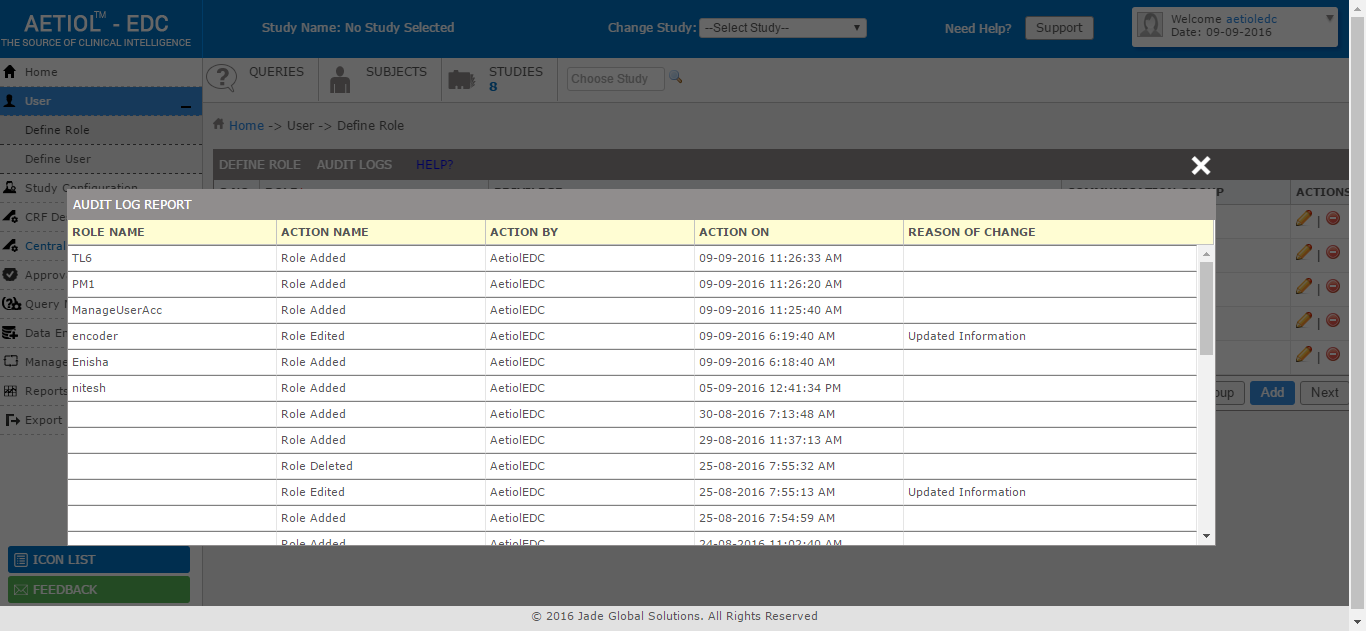 AETIOL™ - EDC
THE SOURCE OF CLINICAL INTELLIGENCE
Study Name: No Study Selected
Change Study: --Select Study--
Need Help? Support
Welcome aetioledc
Date: 09-09-2016
Home
User
Define Role
Define User
Study Configuration
CRF De
Central
Approv
Query
Data En
Manage
Reports
Export
ICON LIST
FEEDBACK
QUERIES
SUBJECTS
STUDIES
8
Choose Study
Home -> User -> Define Role
DEFINE ROLE AUDIT LOGS HELP?
ACTIONS
| 
|
|
|
|
oup Add Next
AUDIT LOG REPORT
ROLE NAME ACTION NAME ACTION BY ACTION ON REASON OF CHANGE
TL6 Role Added AetiolEDC 09-09-2016 11:26:33 AM
PM1 Role Added AetiolEDC 09-09-2016 11:26:20 AM
ManageUserAcc Role Added AetiolEDC 09-09-2016 11:25:40 AM
encoder Role Edited AetiolEDC 09-09-2016 6:19:40 AM Updated Information
Enisha Role Added AetiolEDC 09-09-2016 6:18:40 AM
nitesh Role Added AetiolEDC 05-09-2016 12:41:34 PM
Role Added AetiolEDC 30-08-2016 7:13:48 AM
Role Added AetiolEDC 29-08-2016 11:37:13 AM
Role Deleted AetiolEDC 25-08-2016 7:55:32 AM
Role Edited AetiolEDC 25-08-2016 7:55:13 AM Updated Information
Role Added AetiolEDC 25-08-2016 7:54:59 AM
Role Added AetiolEDC 24-08-2016 11:02:40 AM
© 2016 Jade Global Solutions. All Rights Reserved